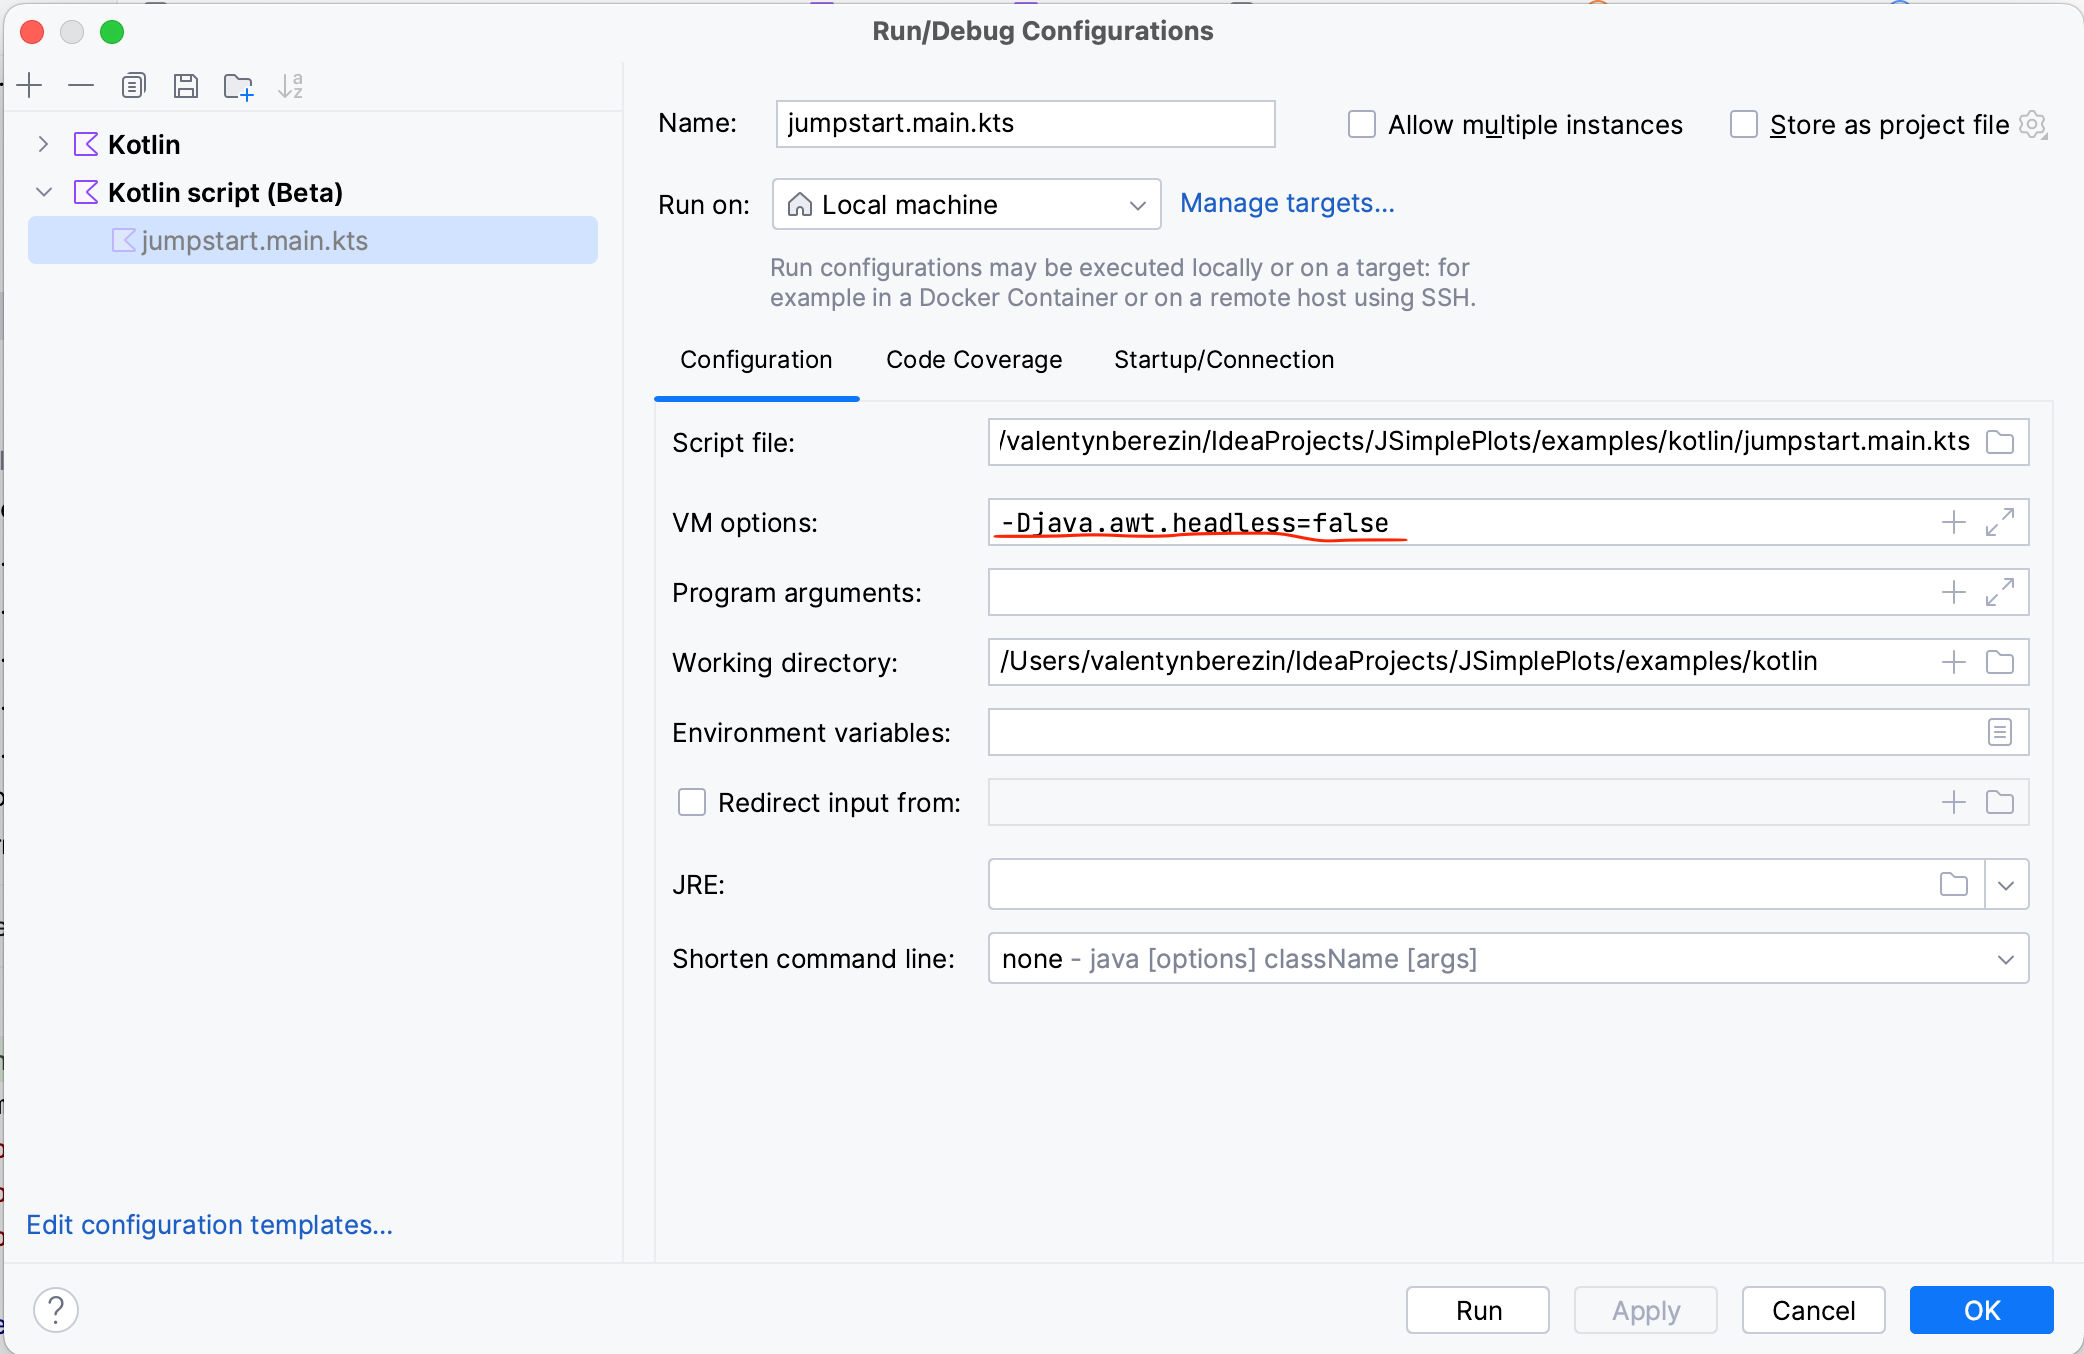 Run/Debug Configurations
Kotlin
Kotlin script (Beta)
jumpstart.main.kts
Edit configuration templates...
Name: jumpstart.main.kts Allow multiple instances Store as project file
Run on: Local machine Manage targets...
Run configurations may be executed locally or on a target: for
example in a Docker Container or on a remote host using SSH.
Configuration Code Coverage Startup/Connection
Script file: /valentynberezin/IdeaProjects/JSimplePlots/examples/kotlin/jumpstart.main.kts
VM options: -Djava.awt.headless=false
Program arguments:
Working directory: /Users/valentynberezin/IdeaProjects/JSimplePlots/examples/kotlin
Environment variables:
Redirect input from:
JRE:
Shorten command line: none - java [options] className [args]
? Run Apply Cancel OK